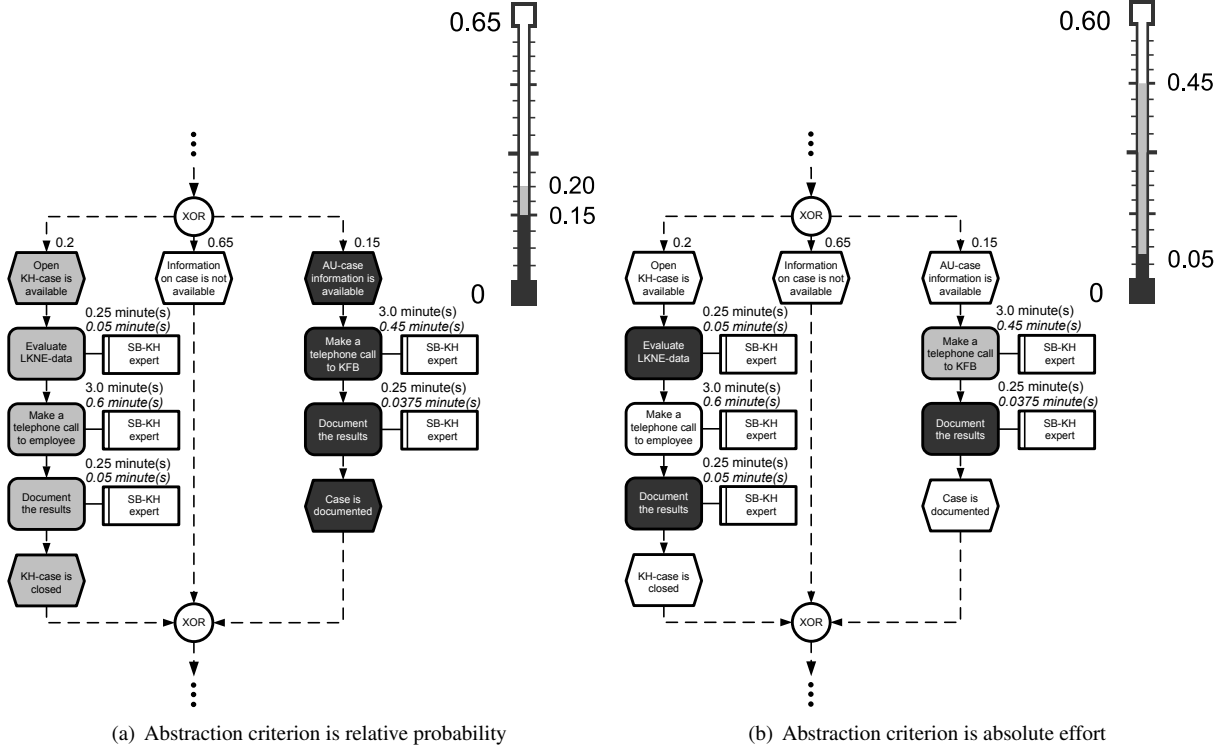 0.65
0.20
0.15
0
XOR
0.2
0.65
0.15
Open
KH-case is
available
Information
on case is not
available
AU-case
information is
available
0.25 minute(s)
0.05 minute(s)
Evaluate
LKNE-data
SB-KH
expert
3.0 minute(s)
0.45 minute(s)
Make a
telephone call
to KFB
SB-KH
expert
3.0 minute(s)
0.6 minute(s)
Make a
telephone call
to employee
SB-KH
expert
0.25 minute(s)
0.0375 minute(s)
Document
the results
SB-KH
expert
0.25 minute(s)
0.05 minute(s)
Document
the results
SB-KH
expert
Case is
documented
KH-case is
closed
XOR
(a) Abstraction criterion is relative probability
0.60
0.45
0.05
0
XOR
0.2
0.65
0.15
Open
KH-case is
available
Information
on case is not
available
AU-case
information is
available
0.25 minute(s)
0.05 minute(s)
Evaluate
LKNE-data
SB-KH
expert
3.0 minute(s)
0.45 minute(s)
Make a
telephone call
to KFB
SB-KH
expert
3.0 minute(s)
0.6 minute(s)
Make a
telephone call
to employee
SB-KH
expert
0.25 minute(s)
0.0375 minute(s)
Document
the results
SB-KH
expert
0.25 minute(s)
0.05 minute(s)
Document
the results
SB-KH
expert
Case is
documented
KH-case is
closed
XOR
(b) Abstraction criterion is absolute effort